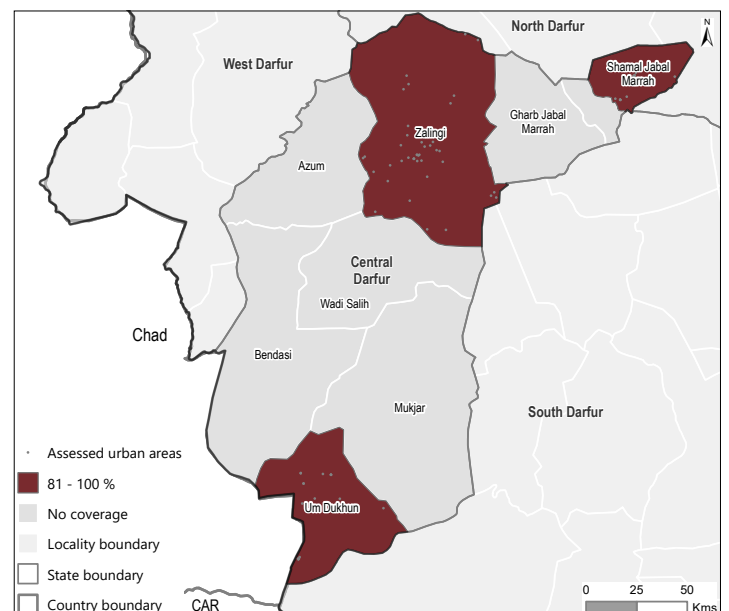 North Darfur
N
West Darfur
Shamal Jabal
Marrah
Gharb Jabal
Marrah
Zalingi
Azum
Central
Darfur
Wadi Salih
Chad
Bendasi
Mukjar
South Darfur
Assessed urban areas
81 - 100 %
Um Dukhun
No coverage
Locality boundary
State boundary
0 25 50
Country boundary
CAR
Kms